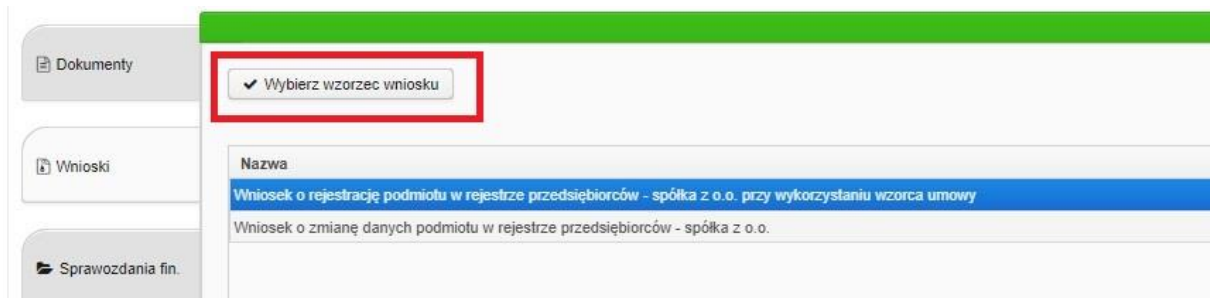 Dokumenty
Wybierz wzorzec wniosku
Wnioski
Nazwa
Wniosek o rejestrację podmiotu w rejestrze przedsiębiorców - spółka z o.o. przy wykorzystaniu wzorca umowy
Wniosek o zmianę danych podmiotu w rejestrze przedsiębiorców - spółka z o.o.
Sprawozdania fin.